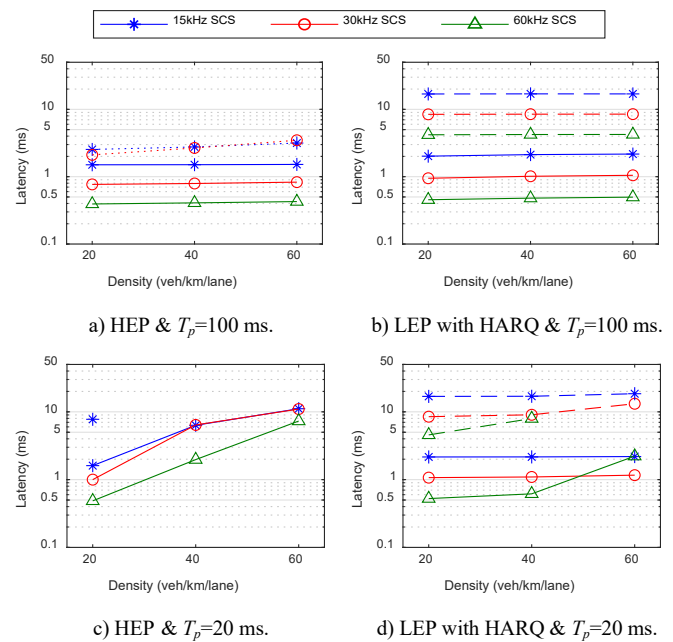 15kHz SCS 30kHz SCS 60kHz SCS
50
10
5
1
0.5
0.1
Latency (ms)
20 40 60
Density (veh/km/lane)
a) HEP & Tp=100 ms.
50
10
5
1
0.5
0.1
Latency (ms)
20 40 60
Density (veh/km/lane)
b) LEP with HARQ & Tp=100 ms.
50
10
5
1
0.5
0.1
Latency (ms)
20 40 60
Density (veh/km/lane)
c) HEP & Tp=20 ms.
50
10
5
1
0.5
0.1
Latency (ms)
20 40 60
Density (veh/km/lane)
d) LEP with HARQ & Tp=20 ms.